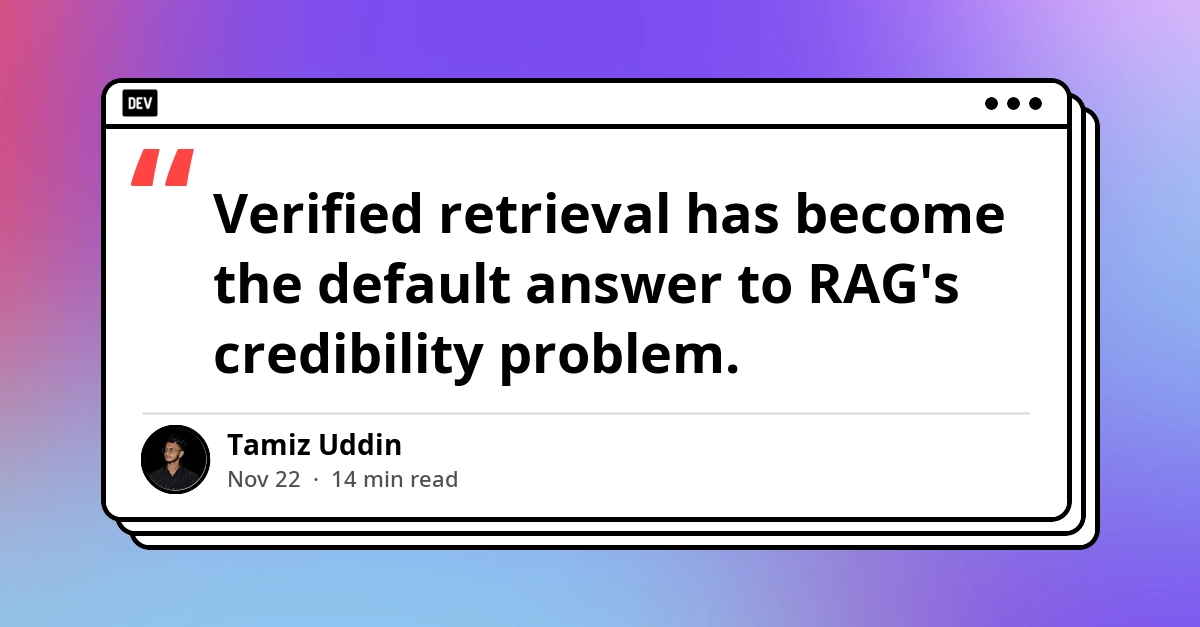 DEV
“
Verified retrieval has become
the default answer to RAG's
credibility problem.
Tamiz Uddin
Nov 22 · 14 min read